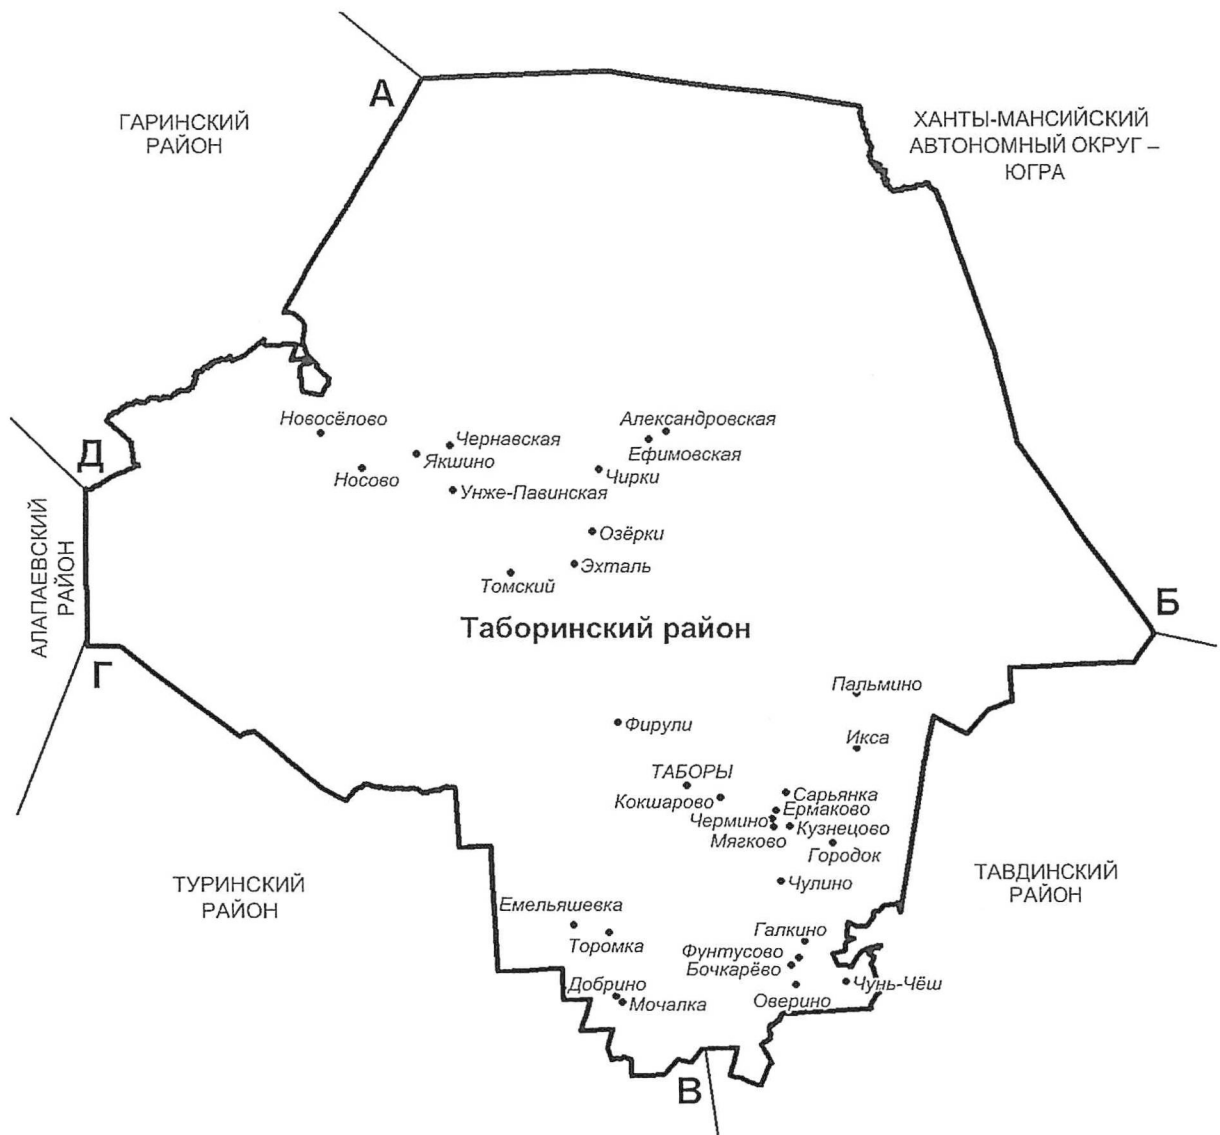 А
ГАРИНСКИЙ
РАЙОН
ХАНТЫ-МАНСИЙСКИЙ
АВТОНОМНЫЙ ОКРУГ –
ЮГРА
Новосёлово
Александровская
Чернавская
Ефимовская
Якшино
Д
Носово
Чирки
Унже-Павинская
Озёрки
Эхталь
Томский
АЛАПАЕВСКИЙ
РАЙОН
Таборинский район
Б
Г
Пальмино
Фирули
Икса
ТАБОРЫ
Сарьянка
Кокшарово
Ермаково
Чермино
Кузнецово
Мягково
Городок
ТУРИНСКИЙ
РАЙОН
ТАВДИНСКИЙ
РАЙОН
Чулино
Емельяшевка
Торомка
Галкино
Фунтусово
Бочкарёво
Чунь-Чёш
Добрино
Мочалка
Оверино
В